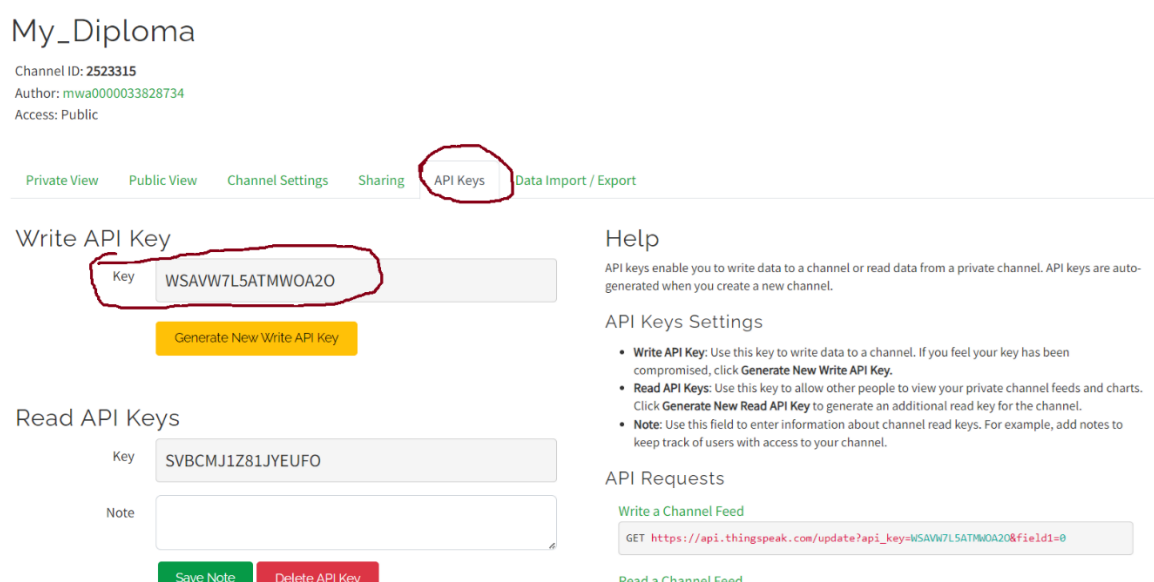 My_Diploma
Channel ID: 2523315
Author: mwa0000033828734
Access: Public
Private View Public View Channel Settings Sharing API Keys Data Import / Export
Write API Key
Key WSAVW7L5ATMWOA2O
Generate New Write API Key
Read API Keys
Key SVBCMJ1Z81JYEUFO
Note
Save Note Delete API Key
Help
API keys enable you to write data to a channel or read data from a private channel. API keys are auto-
generated when you create a new channel.
API Keys Settings
• Write API Key: Use this key to write data to a channel. If you feel your key has been
compromised, click Generate New Write API Key.
• Read API Keys: Use this key to allow other people to view your private channel feeds and charts.
Click Generate New Read API Key to generate an additional read key for the channel.
• Note: Use this field to enter information about channel read keys. For example, add notes to
keep track of users with access to your channel.
API Requests
Write a Channel Feed
GET https://api.thingspeak.com/update?api_key=WSAVW7L5ATMWOA2O&field1=0
Read a Channel Feed